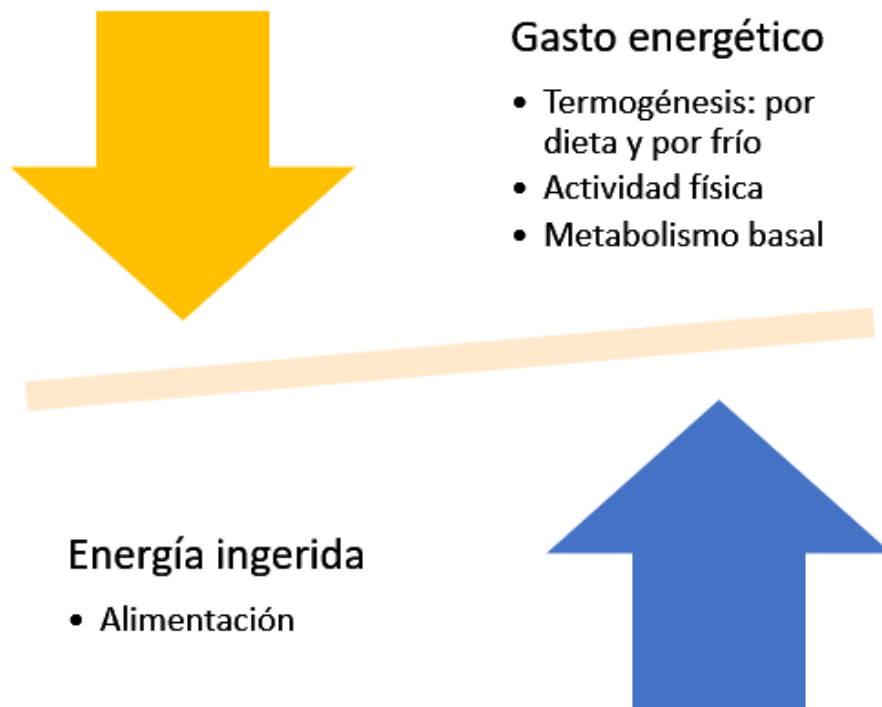 Gasto energético
• Termogénesis: por
dieta y por frío
• Actividad física
• Metabolismo basal
Energía ingerida
• Alimentación